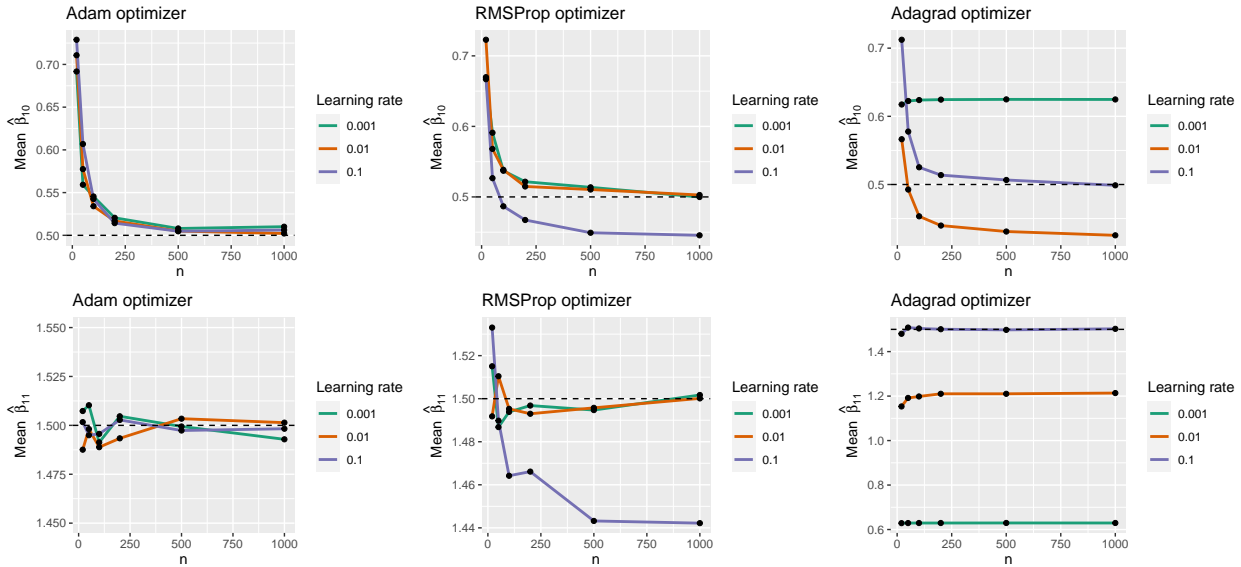 Adam optimizer
Mean β̂₁₀
0.70
0.65
0.60
0.55
0.50
0 250 500 750 1000
n
Learning rate
0.001
0.01
0.1
RMSProp optimizer
Mean β̂₁₀
0.7
0.6
0.5
0 250 500 750 1000
n
Learning rate
0.001
0.01
0.1
Adagrad optimizer
Mean β̂₁₀
0.7
0.6
0.5
0 250 500 750 1000
n
Learning rate
0.001
0.01
0.1
Adam optimizer
Mean β̂₁₁
1.550
1.525
1.500
1.475
1.450
0 250 500 750 1000
n
Learning rate
0.001
0.01
0.1
RMSProp optimizer
Mean β̂₁₁
1.52
1.50
1.48
1.46
1.44
0 250 500 750 1000
n
Learning rate
0.001
0.01
0.1
Adagrad optimizer
Mean β̂₁₁
1.4
1.2
1.0
0.8
0.6
0 250 500 750 1000
n
Learning rate
0.001
0.01
0.1